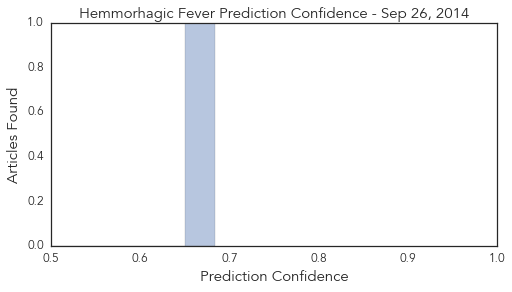 Hemmorhagic Fever Prediction Confidence - Sep 26, 2014
1.0
0.8
0.6
0.4
0.2
0.0
Articles Found
0.5 0.6 0.7 0.8 0.9 1.0
Prediction Confidence